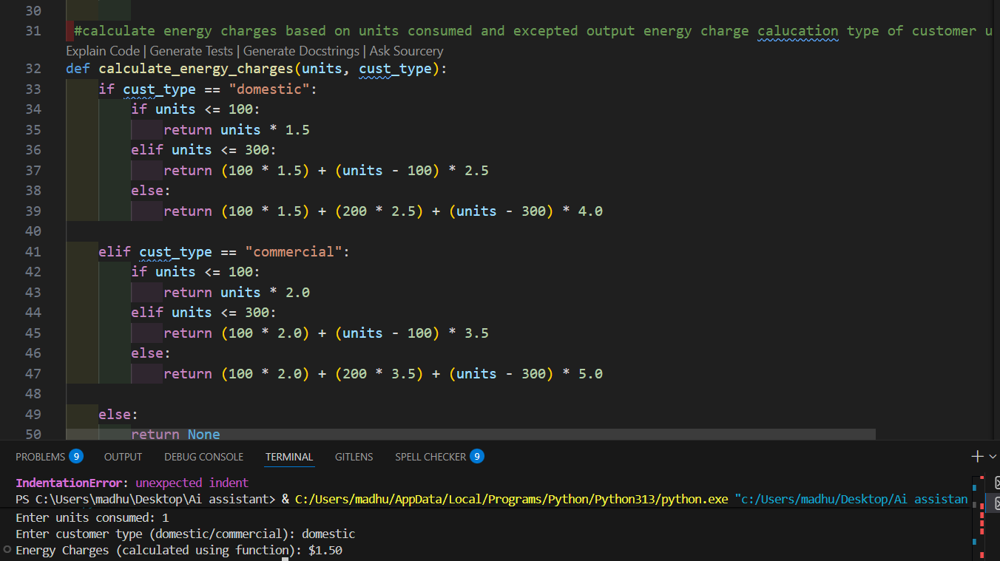 30
31 #calculate energy charges based on units consumed and excepted output energy charge calucation type of customer u
Explain Code | Generate Tests | Generate Docstrings | Ask Sourcery
32 def calculate_energy_charges(units, cust_type):
33     if cust_type == "domestic":
34         if units <= 100:
35             return units * 1.5
36         elif units <= 300:
37             return (100 * 1.5) + (units - 100) * 2.5
38         else:
39             return (100 * 1.5) + (200 * 2.5) + (units - 300) * 4.0
40
41     elif cust_type == "commercial":
42         if units <= 100:
43             return units * 2.0
44         elif units <= 300:
45             return (100 * 2.0) + (units - 100) * 3.5
46         else:
47             return (100 * 2.0) + (200 * 3.5) + (units - 300) * 5.0
48
49     else:
50         return None
PROBLEMS 9 OUTPUT DEBUG CONSOLE TERMINAL GITLENS SPELL CHECKER 9
IndentationError: unexpected indent
PS C:\Users\madhu\Desktop\Ai assistant> & C:/Users/madhu/AppData/Local/Programs/Python/Python313/python.exe "c:/Users/madhu/Desktop/Ai assistan
Enter units consumed: 1
Enter customer type (domestic/commercial): domestic
Energy Charges (calculated using function): $1.50